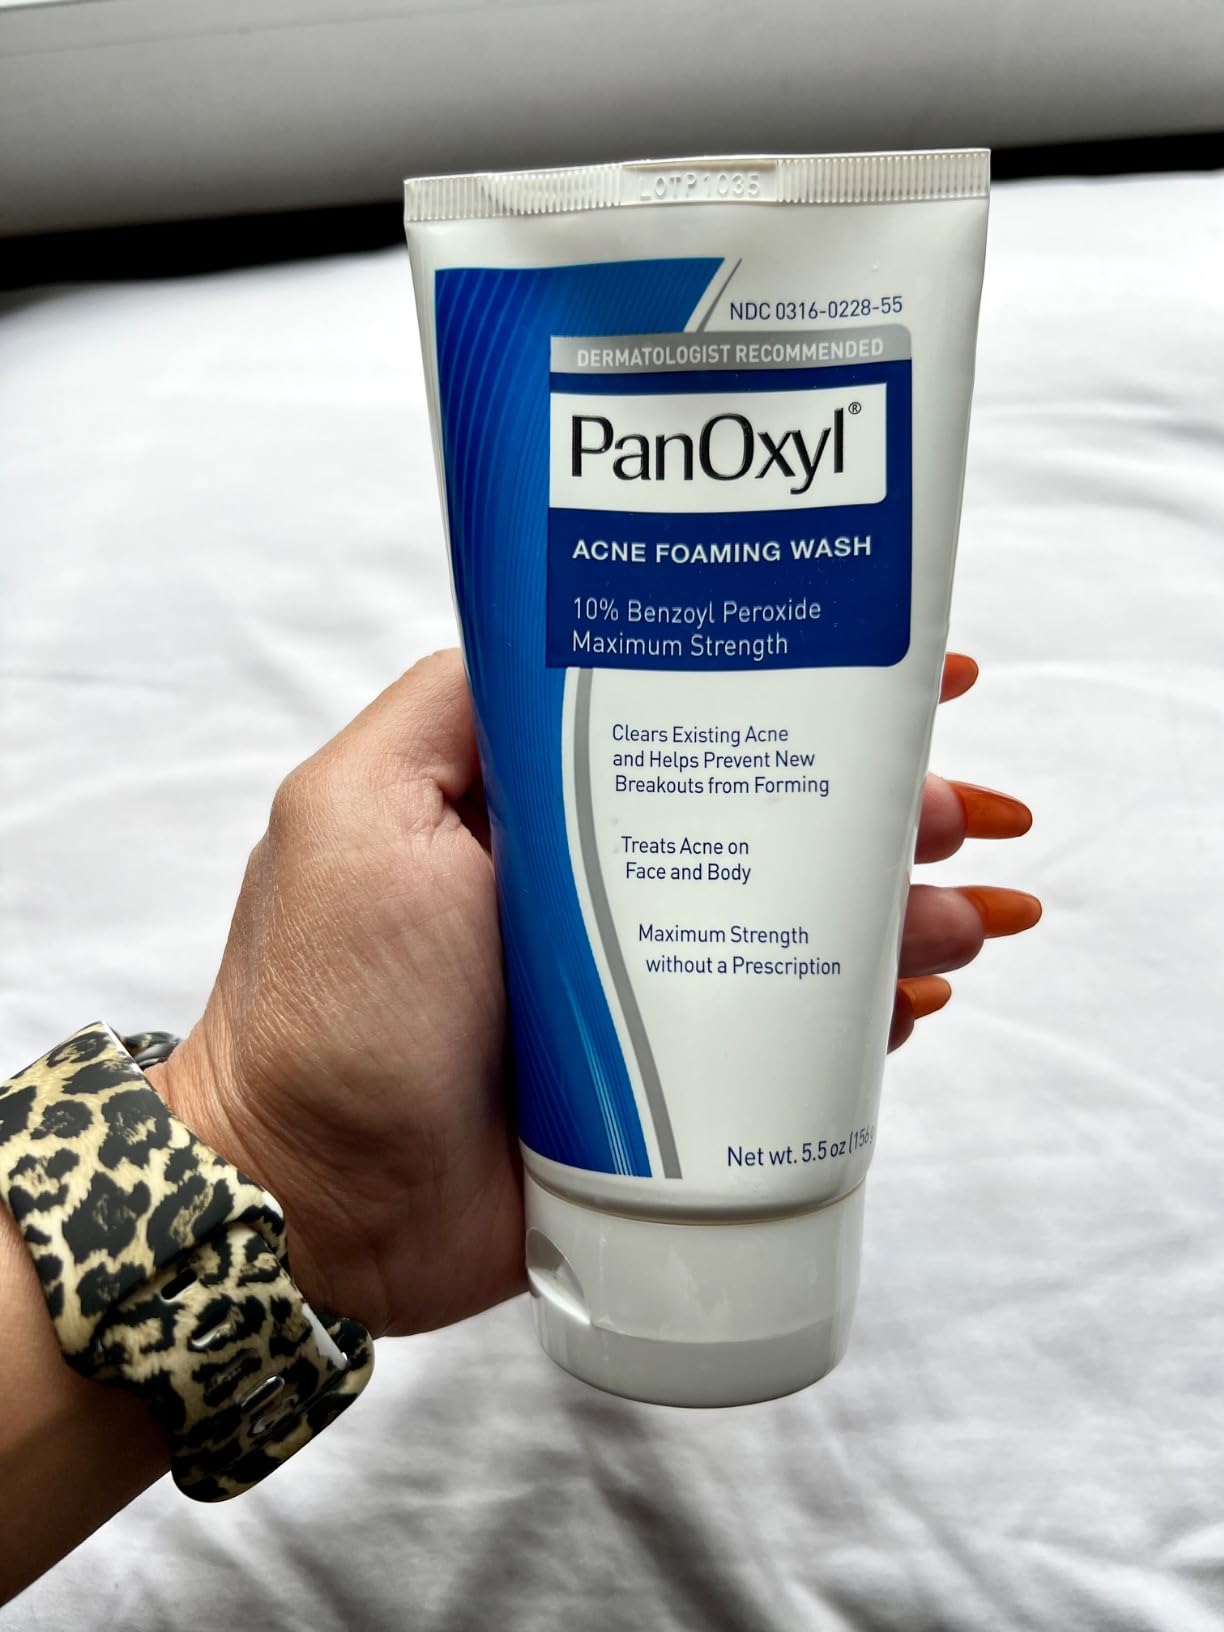 LOTP1035
NDC 0316-0228-55
DERMATOLOGIST RECOMMENDED
PanOxyl®
ACNE FOAMING WASH
10% Benzoyl Peroxide
Maximum Strength
Clears Existing Acne
and Helps Prevent New
Breakouts from Forming
Treats Acne on
Face and Body
Maximum Strength
without a Prescription
Net wt. 5.5 oz (156 g